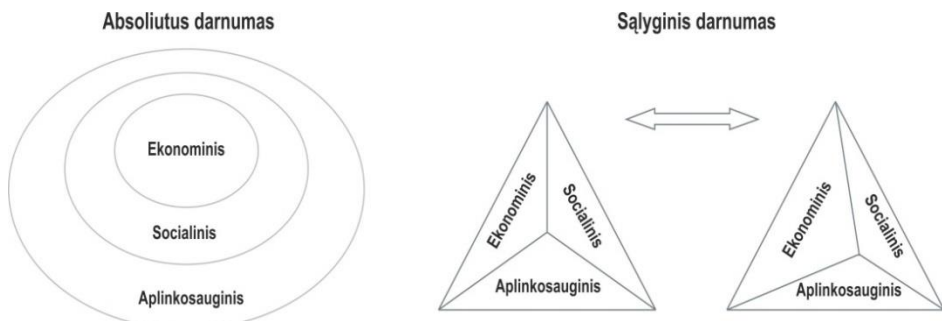 Absoliutus darnumas
Ekonominis
Socialinis
Aplinkosauginis
Sąlyginis darnumas
Ekonominis
Socialinis
Aplinkosauginis
Ekonominis
Socialinis
Aplinkosauginis